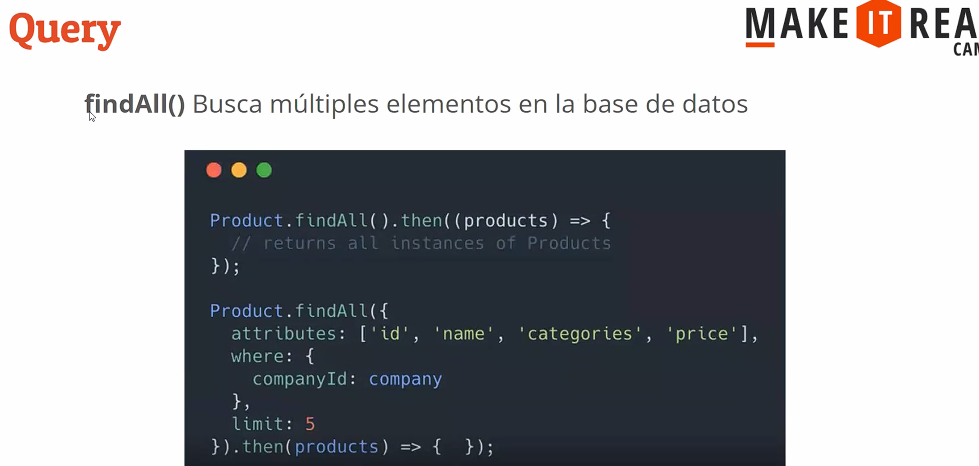 Query
MAKE IT REA
CAM
findAll() Busca múltiples elementos en la base de datos
Product.findAll().then((products) => {
  // returns all instances of Products
});
Product.findAll({
  attributes: ['id', 'name', 'categories', 'price'],
  where: {
    companyId: company
  },
  limit: 5
}).then(products) => {  });